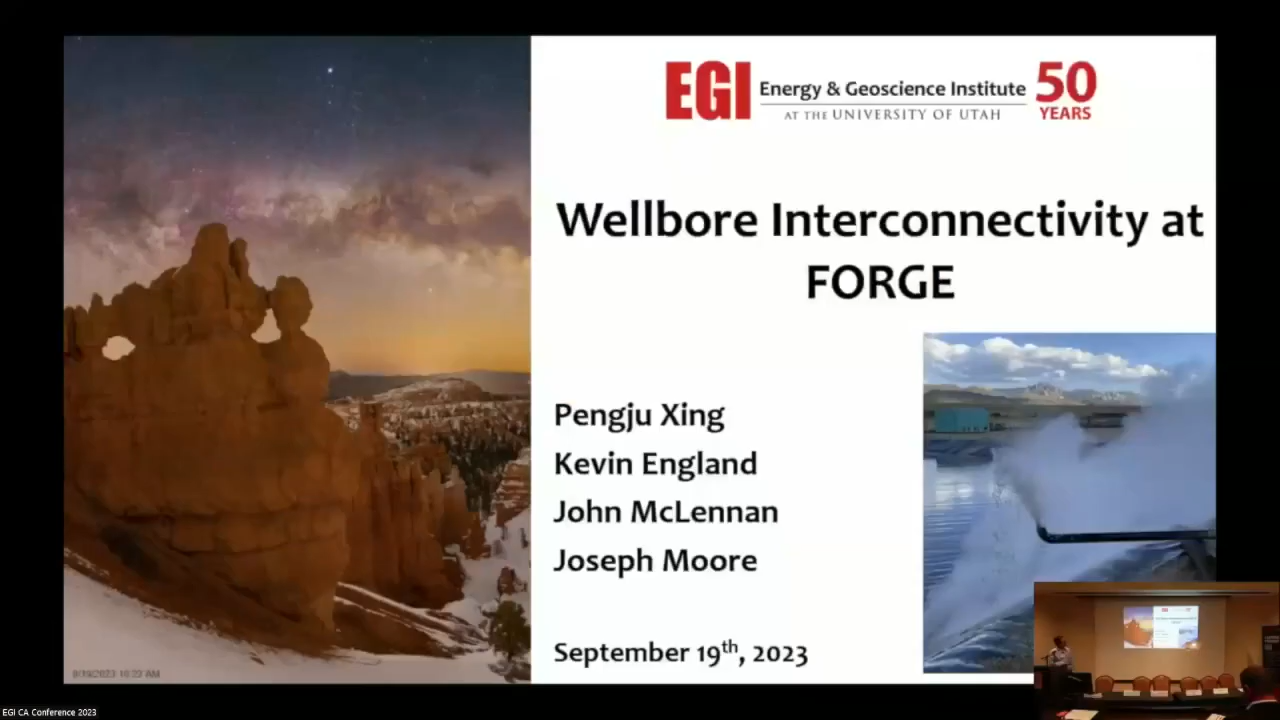 EGI Energy & Geoscience Institute 50
AT THE UNIVERSITY OF UTAH YEARS
Wellbore Interconnectivity at
FORGE
Pengju Xing
Kevin England
John McLennan
Joseph Moore
September 19th, 2023
EGI CA Conference 2023